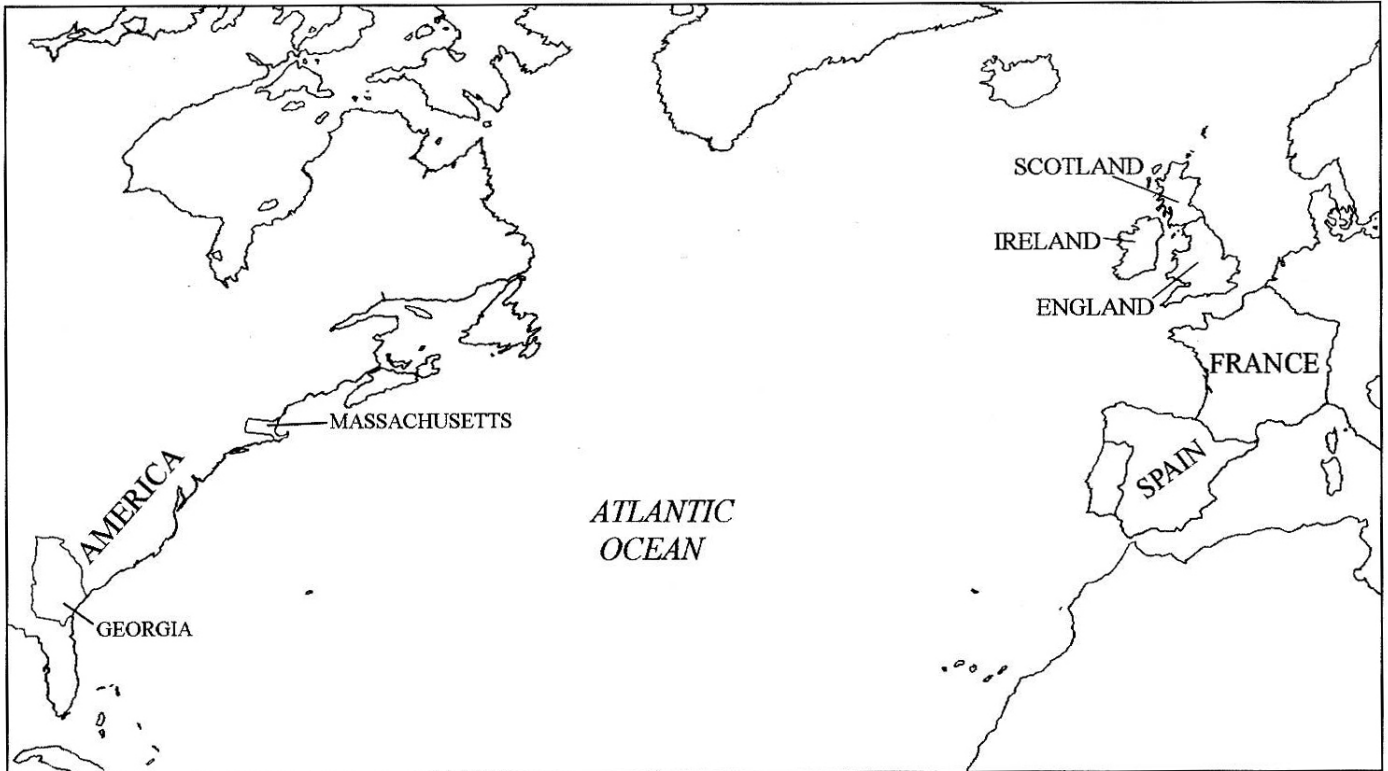 SCOTLAND
IRELAND
ENGLAND
FRANCE
MASSACHUSETTS
AMERICA
SPAIN
ATLANTIC
OCEAN
GEORGIA